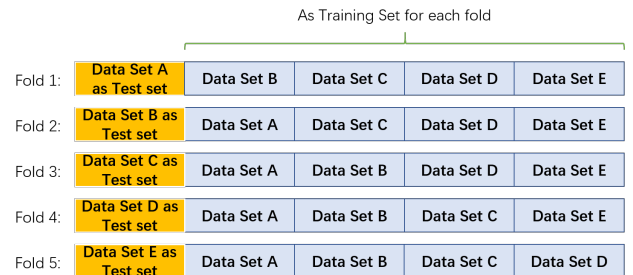 As Training Set for each fold
Fold 1:
Data Set A
as Test set
Data Set B
Data Set C
Data Set D
Data Set E
Fold 2:
Data Set B as
Test set
Data Set A
Data Set C
Data Set D
Data Set E
Fold 3:
Data Set C as
Test set
Data Set A
Data Set B
Data Set D
Data Set E
Fold 4:
Data Set D as
Test set
Data Set A
Data Set B
Data Set C
Data Set E
Fold 5:
Data Set E as
Test set
Data Set A
Data Set B
Data Set C
Data Set D